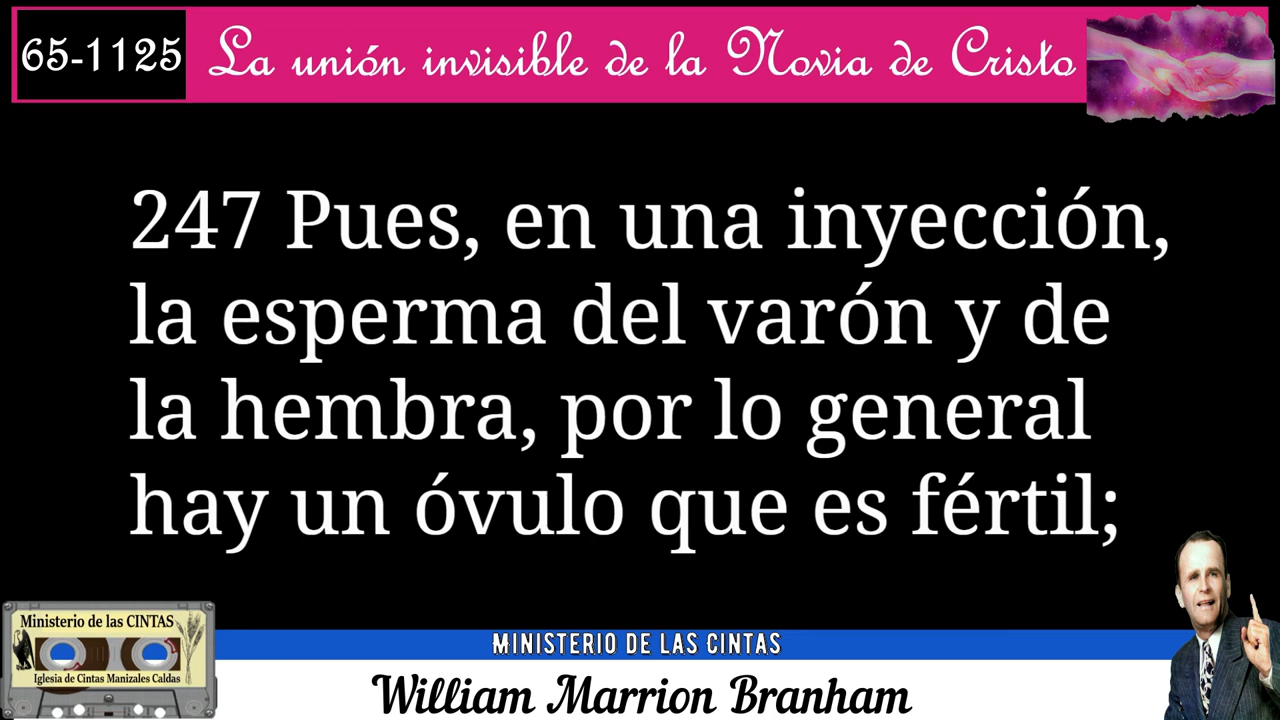 65-1125 La unión invisible de la Novia de Cristo
247 Pues, en una inyección,
la esperma del varón y de
la hembra, por lo general
hay un óvulo que es fértil;
Ministerio de las CINTAS
Iglesia de Cintas Manizales Caldas
MINISTERIO DE LAS CINTAS
William Marrion Branham